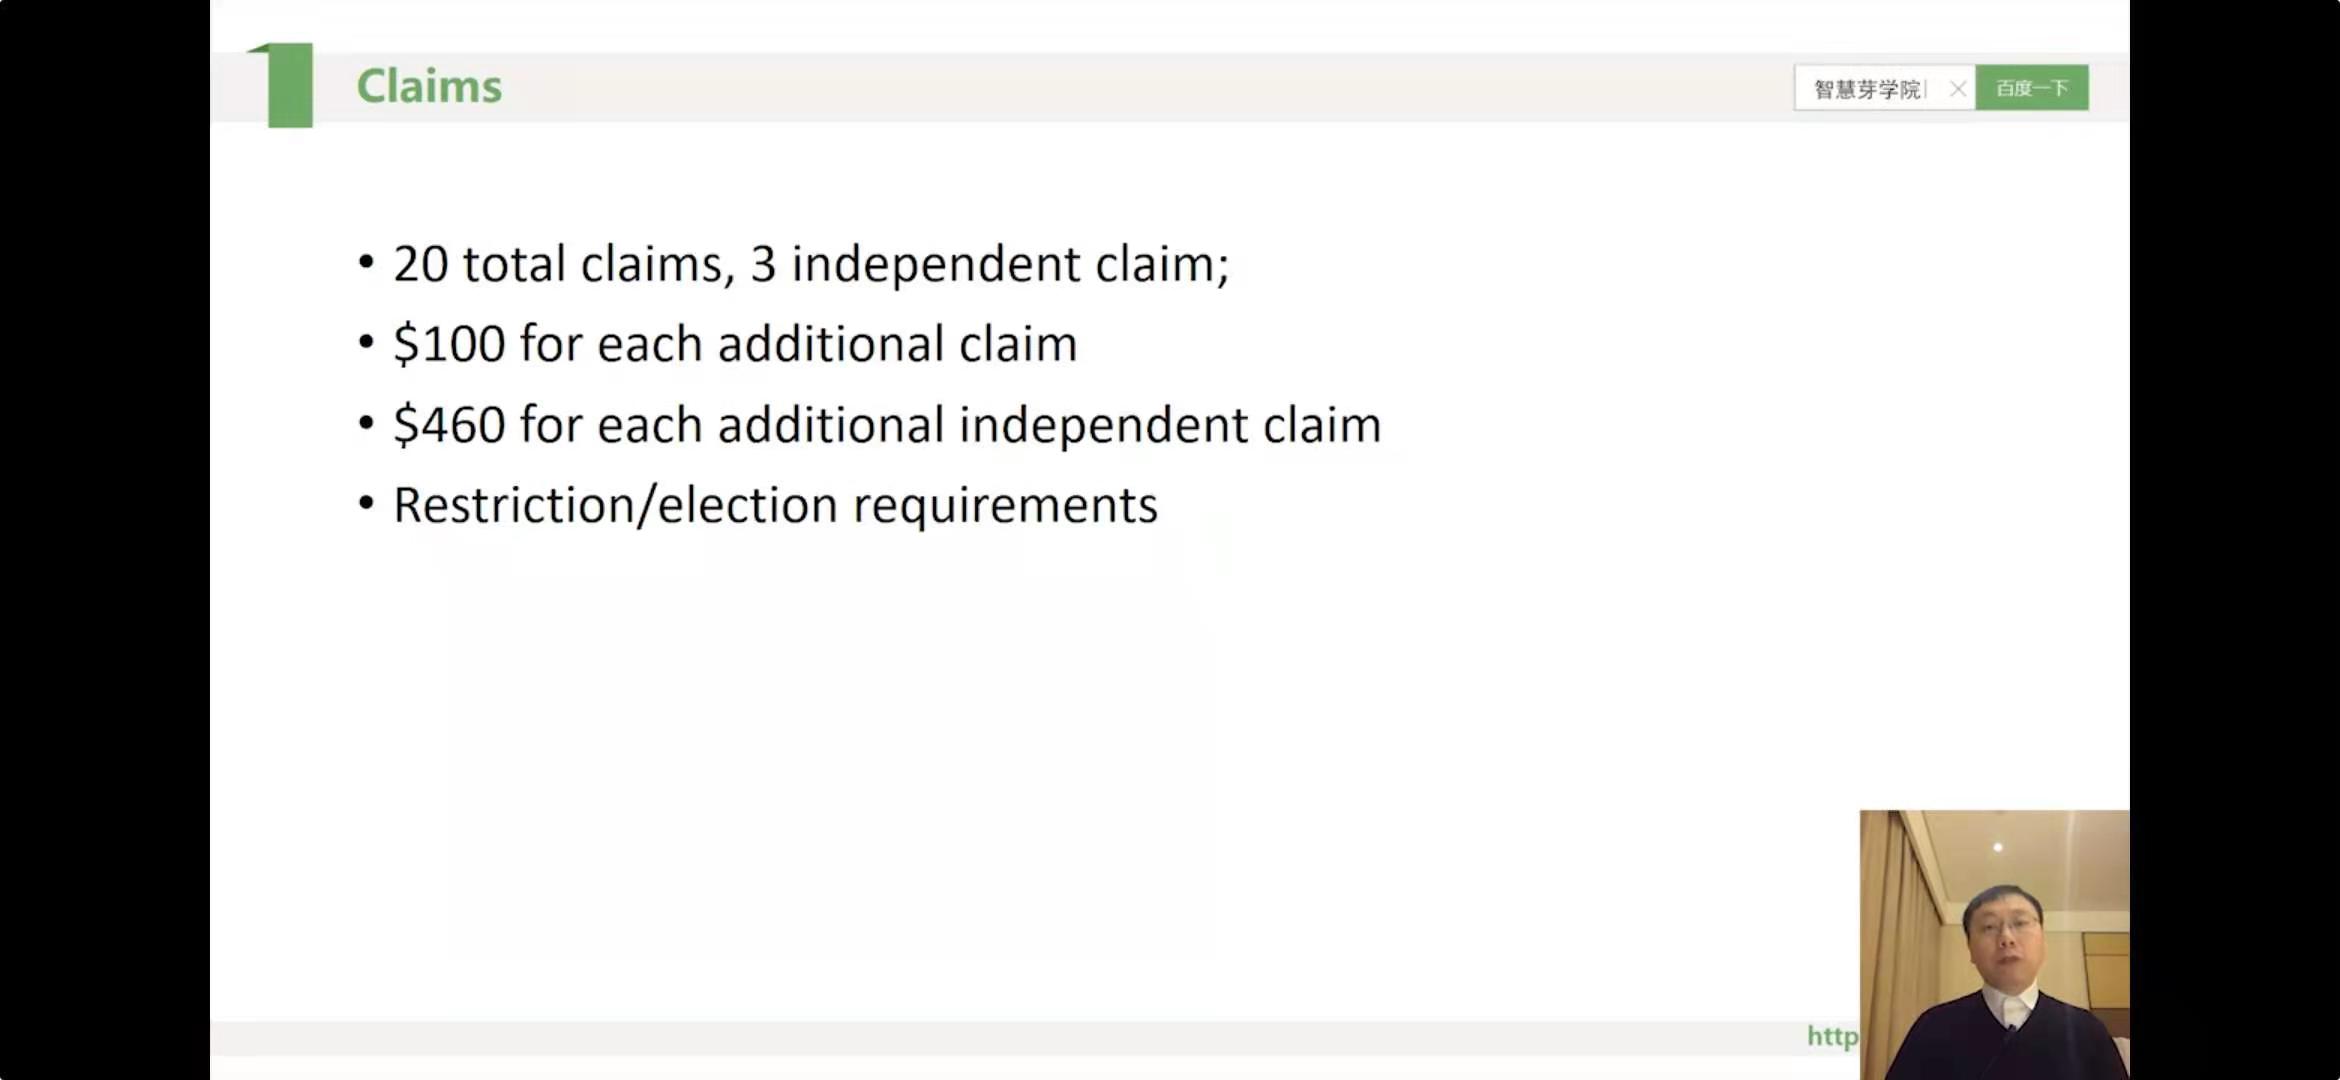 Claims
智慧芽学院
百度一下
• 20 total claims, 3 independent claim;
• $100 for each additional claim
• $460 for each additional independent claim
• Restriction/election requirements
http